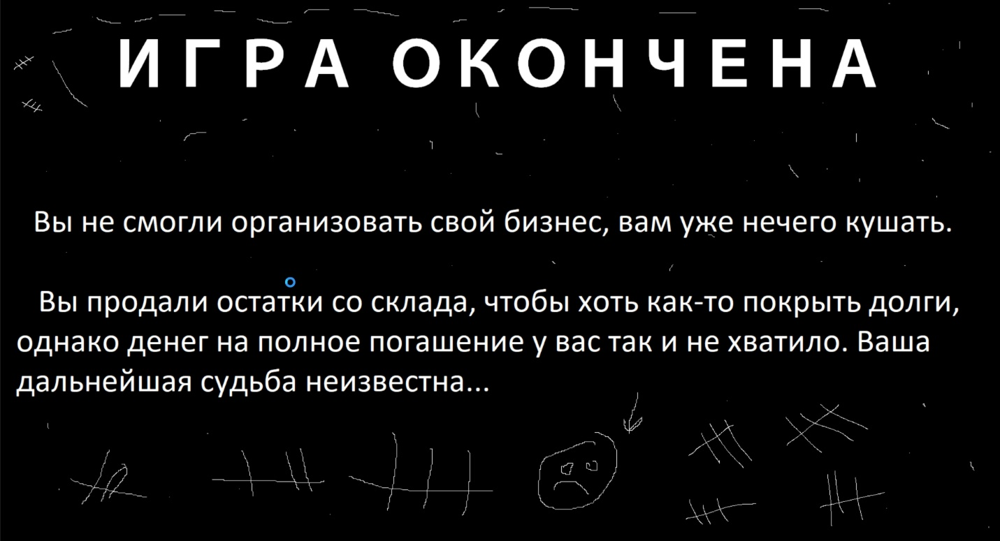 ИГРА ОКОНЧЕНА
Вы не смогли организовать свой бизнес, вам уже нечего кушать.
Вы продали остатки со склада, чтобы хоть как-то покрыть долги,
однако денег на полное погашение у вас так и не хватило. Ваша
дальнейшая судьба неизвестна...